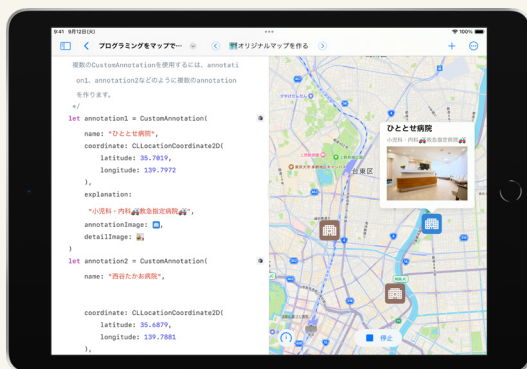 9:41 9月12日(火)
100%
プログラミングをマップで…
オリジナルマップを作る
複数のCustomAnnotationを使用するには、annotati
on1、annotation2などのように複数のannotation
を作ります。
*/
let annotation1 = CustomAnnotation(
name: "ひととせ病院",
coordinate: CLLocationCoordinate2D(
latitude: 35.7019,
longitude: 139.7972
),
explanation:
"小児科・内科🚑救急指定病院🚑",
annotationImage: ,
detailImage:
)
let annotation2 = CustomAnnotation(
name: "西谷たかお病院",
coordinate: CLLocationCoordinate2D(
latitude: 35.6879,
longitude: 139.7881
),
ひととせ病院
小児科・内科🚑救急指定病院🚑
台東区
停止